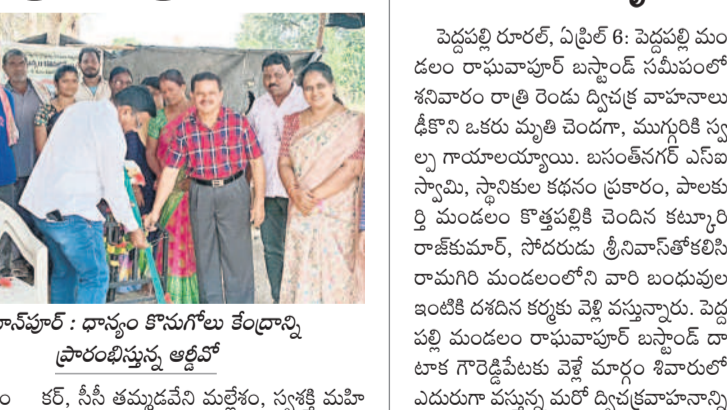 ాన్‌పూర్ : ధాన్యం కొనుగోలు కేంద్రాన్ని
ప్రారంభిస్తున్న ఆర్డీవో
ం కర్, సీసీ తమ్మడవేని మల్లేశం, స్వశక్తి మహి
పెద్దపల్లి రూరల్, ఏప్రిల్ 6: పెద్దపల్లి మం
డలం రాఘవాపూర్ బస్టాండ్ సమీపంలో
శనివారం రాత్రి రెండు ద్విచక్ర వాహనాలు
ఢీకొని ఒకరు మృతి చెందగా, ముగ్గురికి స్వ
ల్ప గాయాలయ్యాయి. బసంత్‌నగర్ ఎస్ఐ
స్వామి, స్థానికుల కథనం ప్రకారం, పాలకు
ర్తి మండలం కొత్తపల్లికి చెందిన కట్కూరి
రాజ్‌కుమార్, సోదరుడు శ్రీనివాస్‌తోకలిసి
రామగిరి మండలంలోని వారి బంధువుల
ఇంటికి దశదిన కర్మకు వెళ్లి వస్తున్నారు. పెద్ద
పల్లి మండలం రాఘవాపూర్ బస్టాండ్ దా
టాక గౌరెడ్డిపేటకు వెళ్లే మార్గం శివారులో
ఎదురుగా వస్తున్న మరో ద్విచక్రవాహనాన్ని